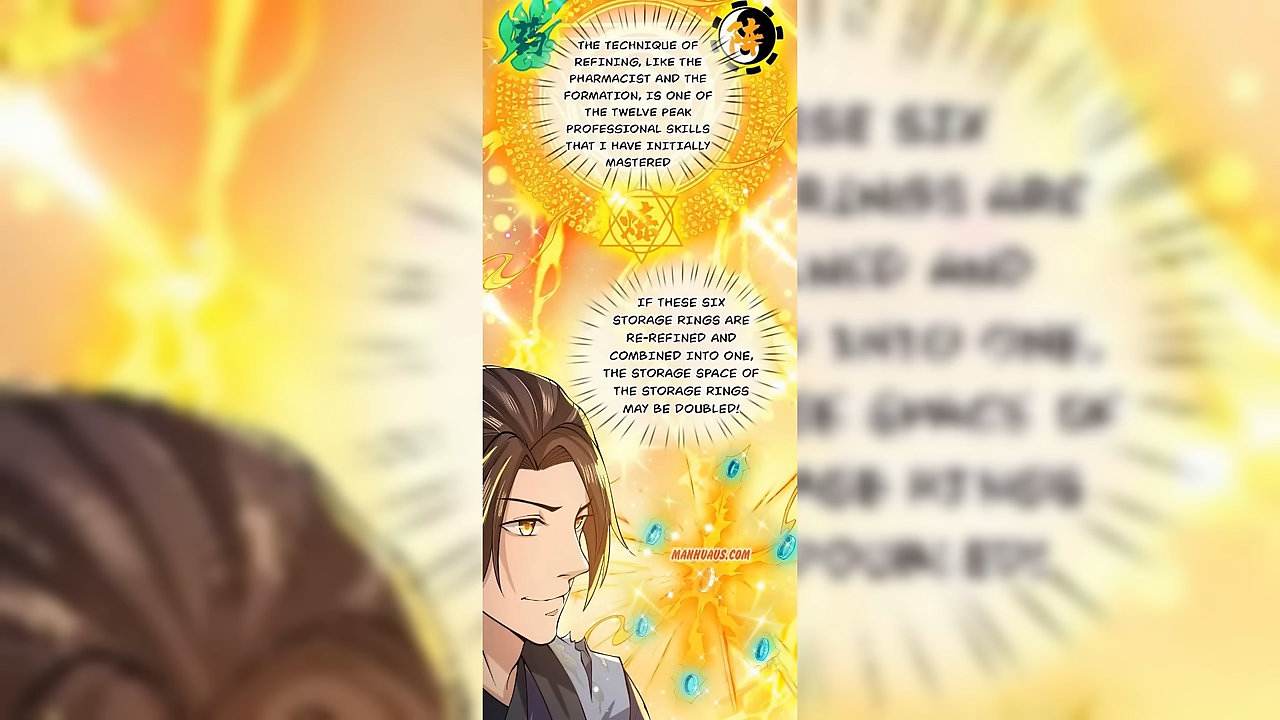 药
阵
THE TECHNIQUE OF
REFINING, LIKE THE
PHARMACIST AND THE
FORMATION, IS ONE OF
THE TWELVE PEAK
PROFESSIONAL SKILLS
THAT I HAVE INITIALLY
MASTERED
IF THESE SIX
STORAGE RINGS ARE
RE-REFINED AND
COMBINED INTO ONE,
THE STORAGE SPACE OF
THE STORAGE RINGS
MAY BE DOUBLED!
MANHUAUS.COM